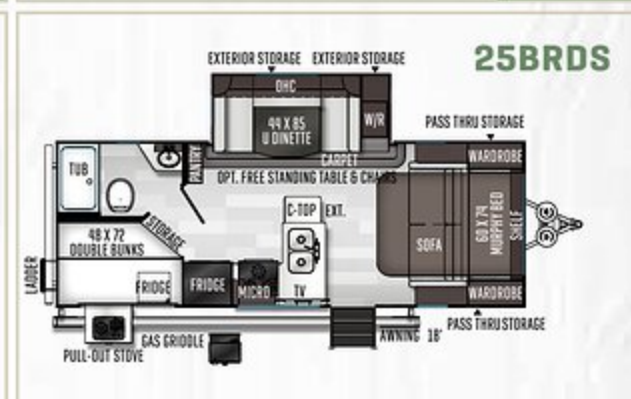 25BRDS
EXTERIOR STORAGE
EXTERIOR STORAGE
OHC
W/R
44 X 85
U DINETTE
PASS THRU STORAGE
PANTRY
CARPET
WARDROBE
TUB
OPT. FREE STANDING TABLE & CHAIRS
C-TOP
EXT.
STORAGE
48 X 72
DOUBLE BUNKS
SOFA
60 X 74
MURPHY BED
SHELF
LADDER
FRIDGE
FRIDGE
MICRO
TV
WARDROBE
PASS THRU STORAGE
AWNING 18'
GAS GRIDDLE
PULL-OUT STOVE